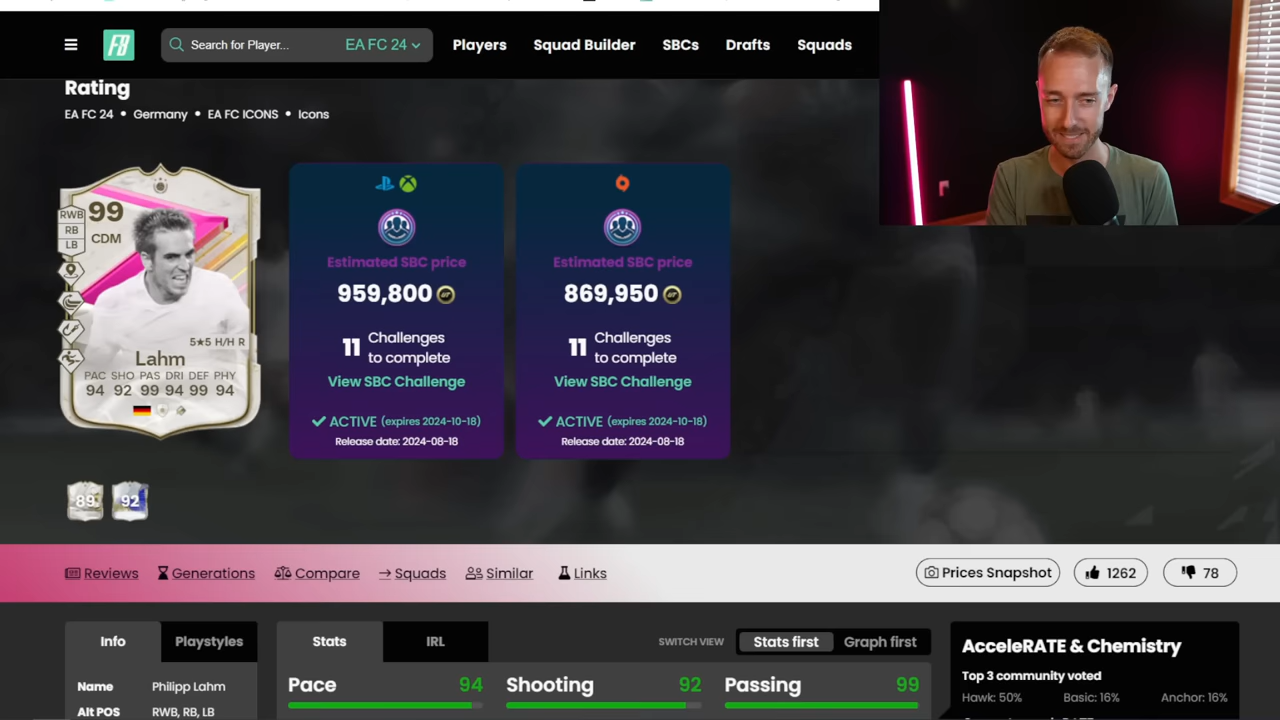 FB
Search for Player...
EA FC 24
Players
Squad Builder
SBCs
Drafts
Squads
Rating
EA FC 24 • Germany • EA FC ICONS • Icons
99
CDM
RWB
RB
LB
5★5 H/H R
Lahm
PAC SHO PAS DRI DEF PHY
94 92 99 94 99 94
Estimated SBC price
959,800
11 Challenges
to complete
View SBC Challenge
ACTIVE (expires 2024-10-18)
Release date: 2024-08-18
Estimated SBC price
869,950
11 Challenges
to complete
View SBC Challenge
ACTIVE (expires 2024-10-18)
Release date: 2024-08-18
89
92
Reviews
Generations
Compare
Squads
Similar
Links
Prices Snapshot
1262
78
Info
Playstyles
Stats
IRL
SWITCH VIEW
Stats first
Graph first
AcceleRATE & Chemistry
Name Philipp Lahm
Alt POS RWB, RB, LB
Pace 94
Shooting 92
Passing 99
Top 3 community voted
Hawk: 50% Basic: 16% Anchor: 16%